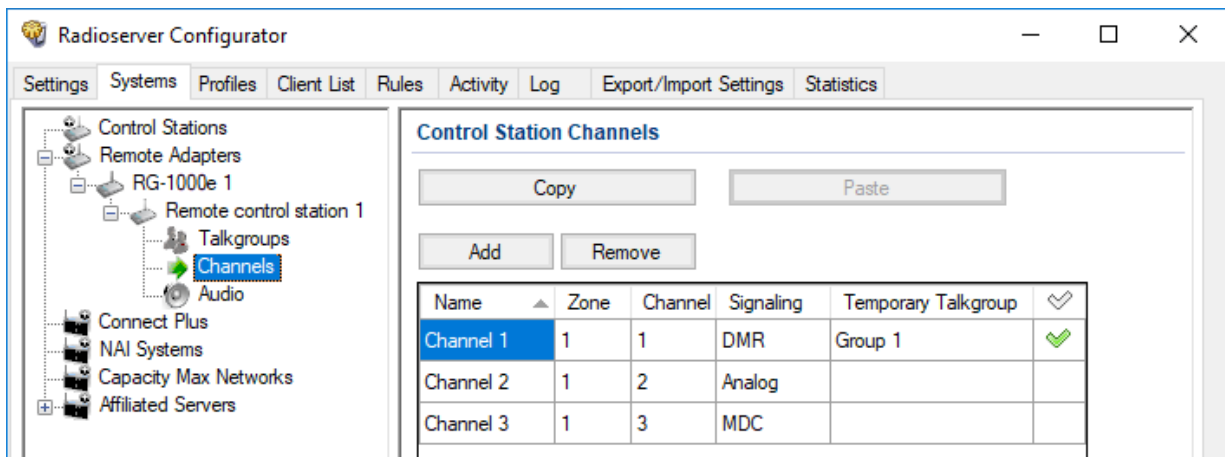 Radioserver Configurator
Settings Systems Profiles Client List Rules Activity Log Export/Import Settings Statistics
Control Stations
Remote Adapters
RG-1000e 1
Remote control station 1
Talkgroups
Channels
Audio
Connect Plus
NAI Systems
Capacity Max Networks
Affiliated Servers
Control Station Channels
Copy Paste
Add Remove
Name Zone Channel Signaling Temporary Talkgroup
Channel 1 1 1 DMR Group 1
Channel 2 1 2 Analog
Channel 3 1 3 MDC